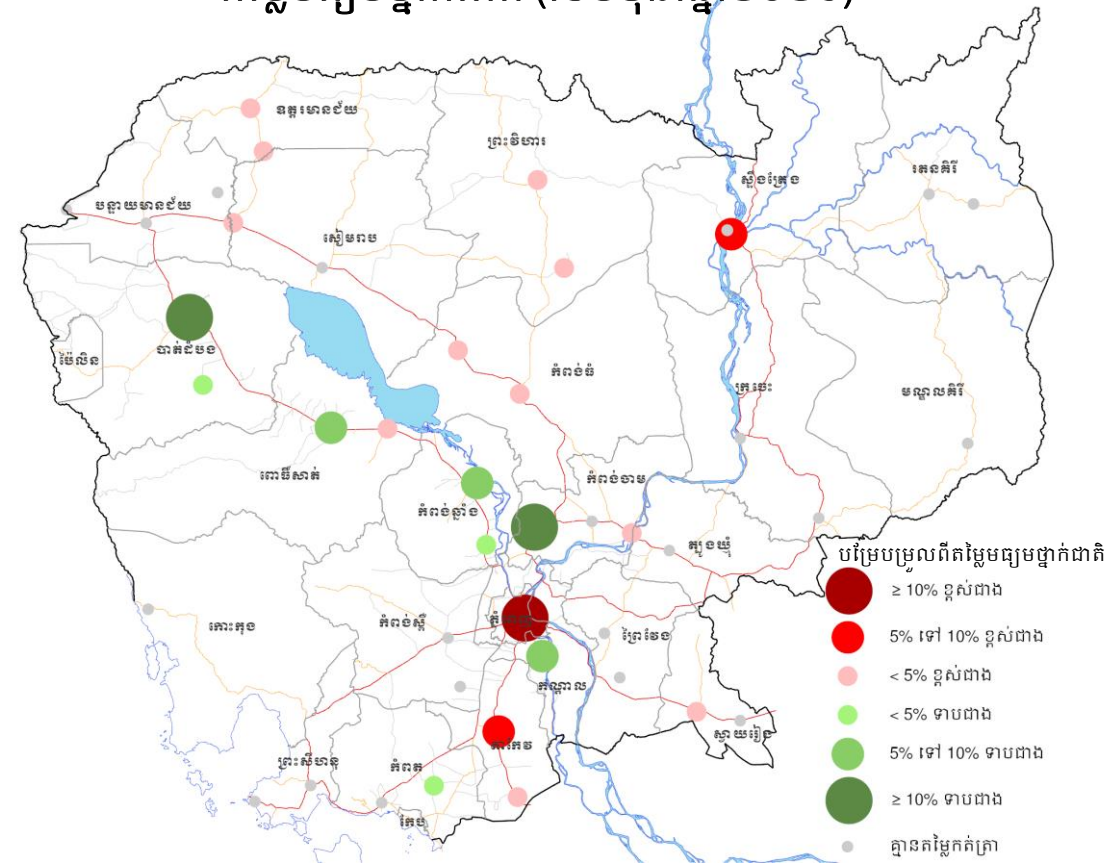 ឧត្តរមានជ័យ
ព្រះវិហារ
រតនគិរី
ស្ទឹងត្រែង
បន្ទាយមានជ័យ
សៀមរាប
បាត់ដំបង
ប៉ៃលិន
កំពង់ធំ
ក្រចេះ
មណ្ឌលគិរី
ពោធិ៍សាត់
កំពង់ចាម
កំពង់ឆ្នាំង
ត្បូងឃ្មុំ
បម្រែបម្រួលពីតម្លៃមធ្យមថ្នាក់ជាតិ
≥ 10% ខ្ពស់ជាង
កោះកុង
កំពង់ស្ពឺ
ព្រៃវែង
5% ទៅ 10% ខ្ពស់ជាង
< 5% ខ្ពស់ជាង
កណ្ដាល
< 5% ទាបជាង
ស្វាយរៀង
តាកែវ
5% ទៅ 10% ទាបជាង
ព្រះសីហនុ
កំពត
≥ 10% ទាបជាង
កែប
គ្មានតម្លៃកត់ត្រា